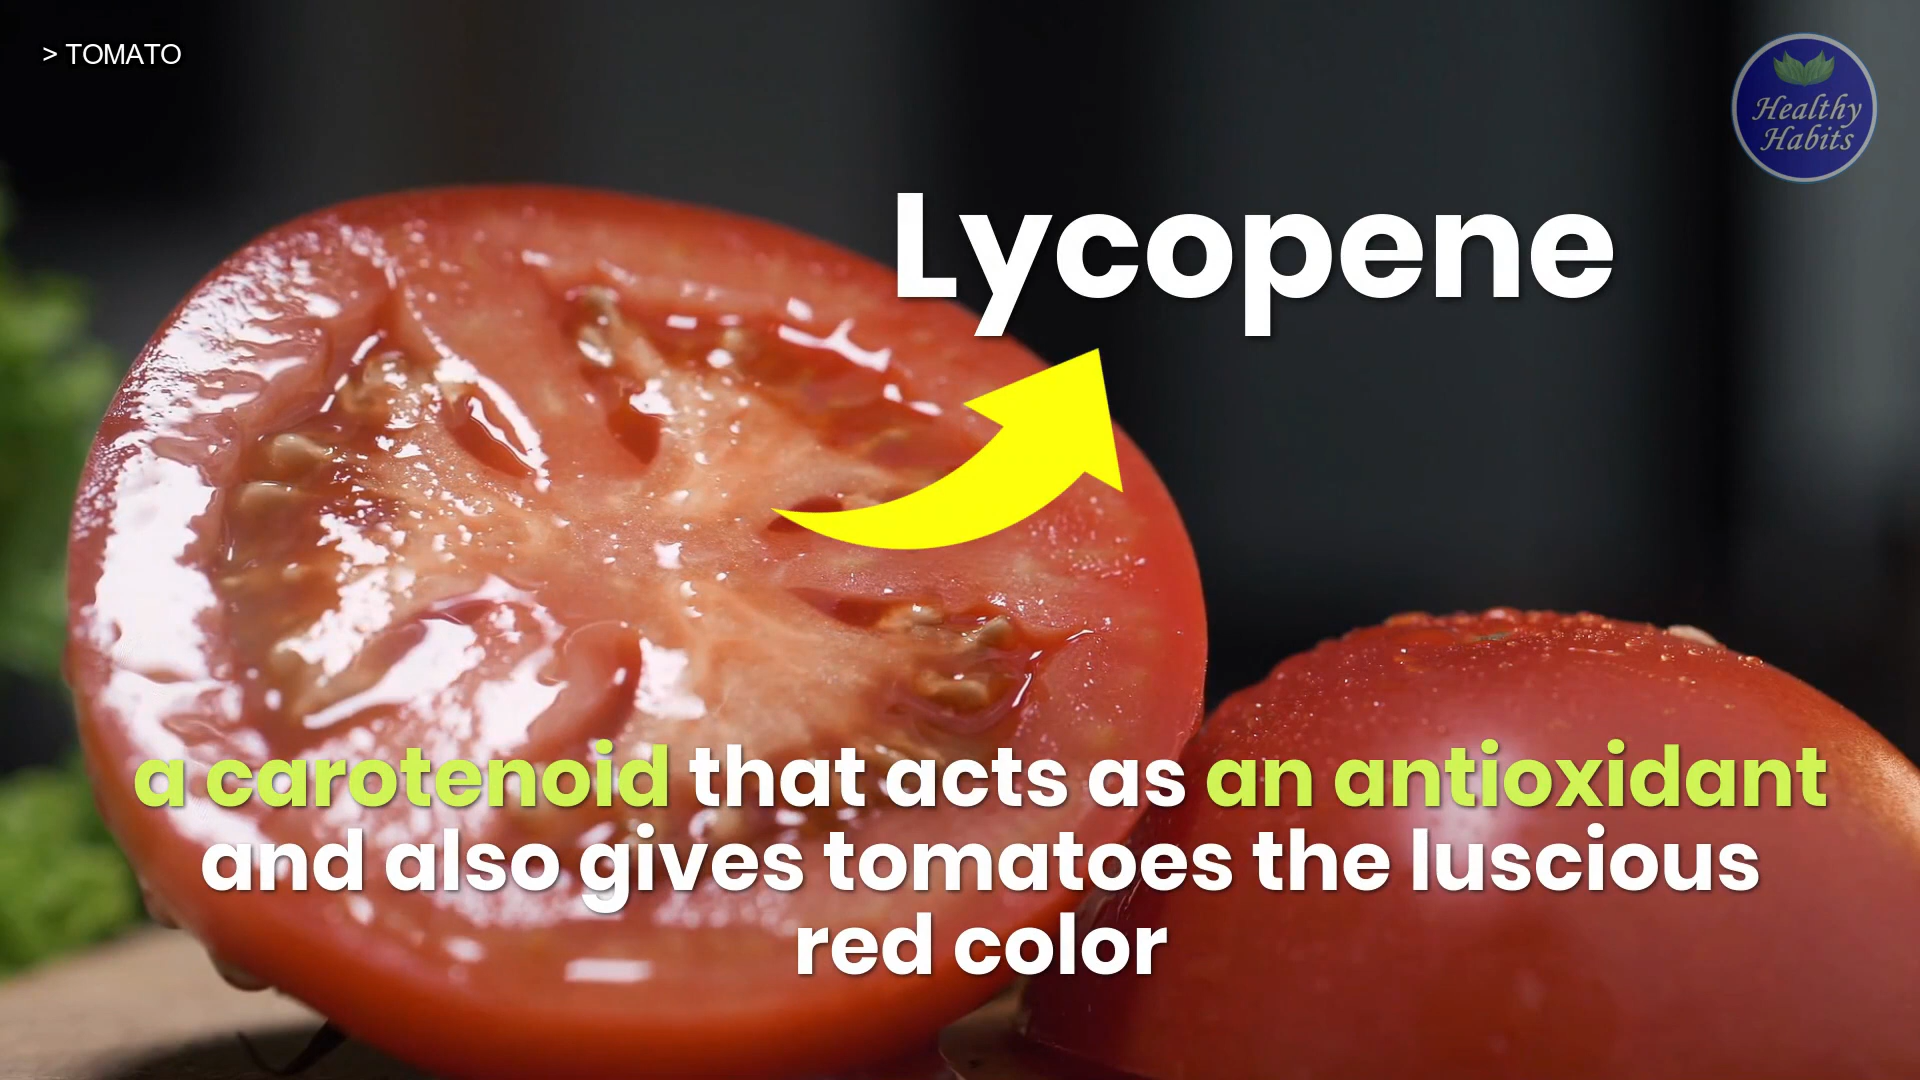 > TOMATO
Healthy
Habits
Lycopene
a carotenoid that acts as an antioxidant
and also gives tomatoes the luscious
red color